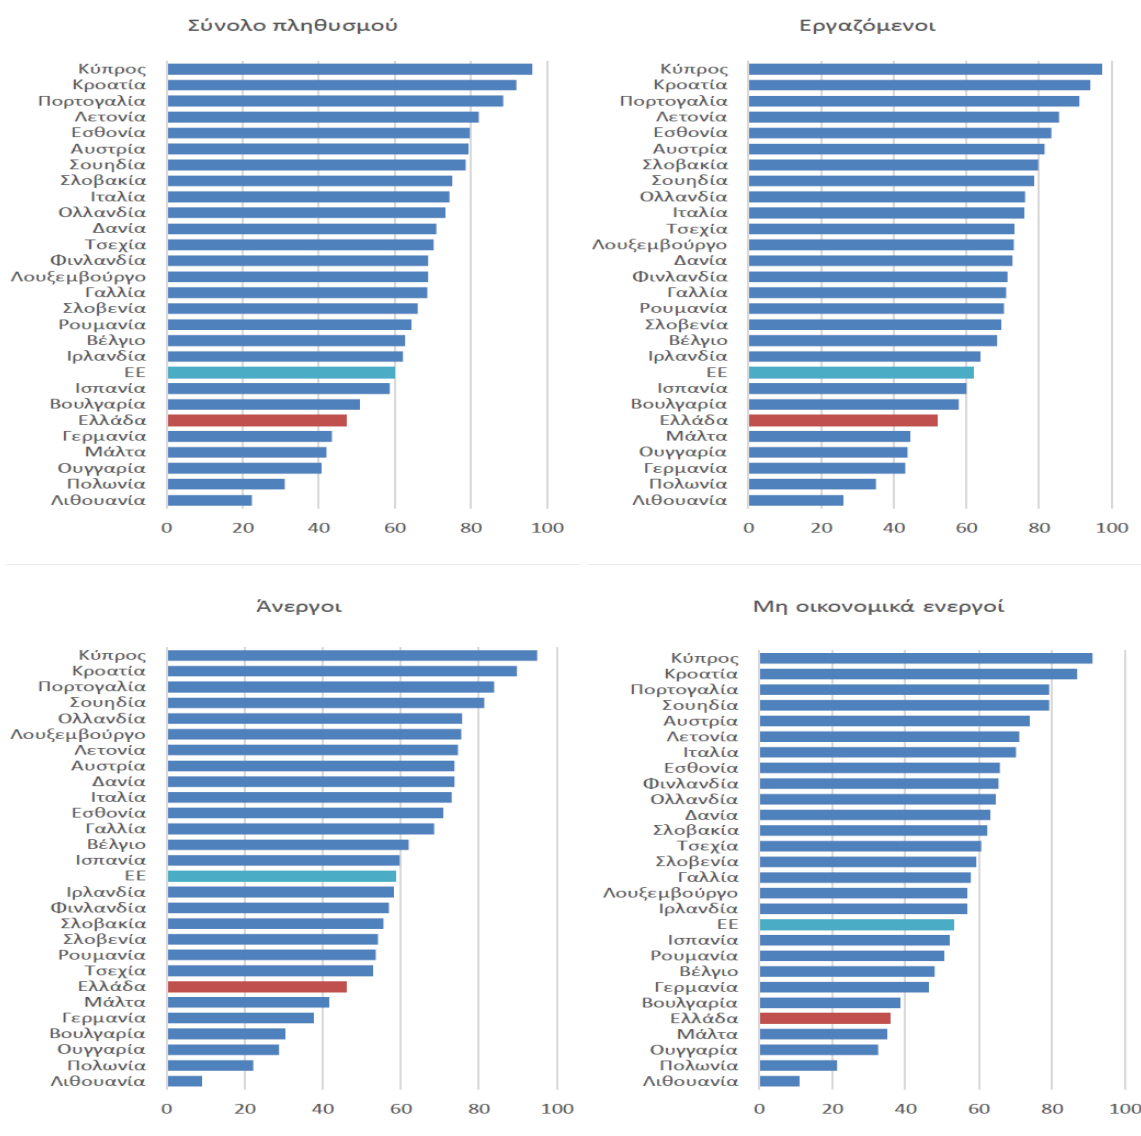 Σύνολο πληθυσμού
Κύπρος
Κροατία
Πορτογαλία
Λετονία
Εσθονία
Αυστρία
Σουηδία
Σλοβακία
Ιταλία
Ολλανδία
Δανία
Τσεχία
Φινλανδία
Λουξεμβούργο
Γαλλία
Σλοβενία
Ρουμανία
Βέλγιο
Ιρλανδία
ΕΕ
Ισπανία
Βουλγαρία
Ελλάδα
Γερμανία
Μάλτα
Ουγγαρία
Πολωνία
Λιθουανία
0 20 40 60 80 100
Εργαζόμενοι
Κύπρος
Κροατία
Πορτογαλία
Λετονία
Εσθονία
Αυστρία
Σλοβακία
Σουηδία
Ολλανδία
Ιταλία
Τσεχία
Λουξεμβούργο
Δανία
Φινλανδία
Γαλλία
Ρουμανία
Σλοβενία
Βέλγιο
Ιρλανδία
ΕΕ
Ισπανία
Βουλγαρία
Ελλάδα
Μάλτα
Ουγγαρία
Γερμανία
Πολωνία
Λιθουανία
0 20 40 60 80 100
Άνεργοι
Κύπρος
Κροατία
Πορτογαλία
Σουηδία
Ολλανδία
Λουξεμβούργο
Λετονία
Αυστρία
Δανία
Ιταλία
Εσθονία
Γαλλία
Βέλγιο
Ισπανία
ΕΕ
Ιρλανδία
Φινλανδία
Σλοβακία
Σλοβενία
Ρουμανία
Τσεχία
Ελλάδα
Μάλτα
Γερμανία
Βουλγαρία
Ουγγαρία
Πολωνία
Λιθουανία
0 20 40 60 80 100
Μη οικονομικά ενεργοί
Κύπρος
Κροατία
Πορτογαλία
Σουηδία
Αυστρία
Λετονία
Ιταλία
Εσθονία
Φινλανδία
Ολλανδία
Δανία
Σλοβακία
Τσεχία
Σλοβενία
Γαλλία
Λουξεμβούργο
Ιρλανδία
ΕΕ
Ισπανία
Ρουμανία
Βέλγιο
Γερμανία
Βουλγαρία
Ελλάδα
Μάλτα
Ουγγαρία
Πολωνία
Λιθουανία
0 20 40 60 80 100